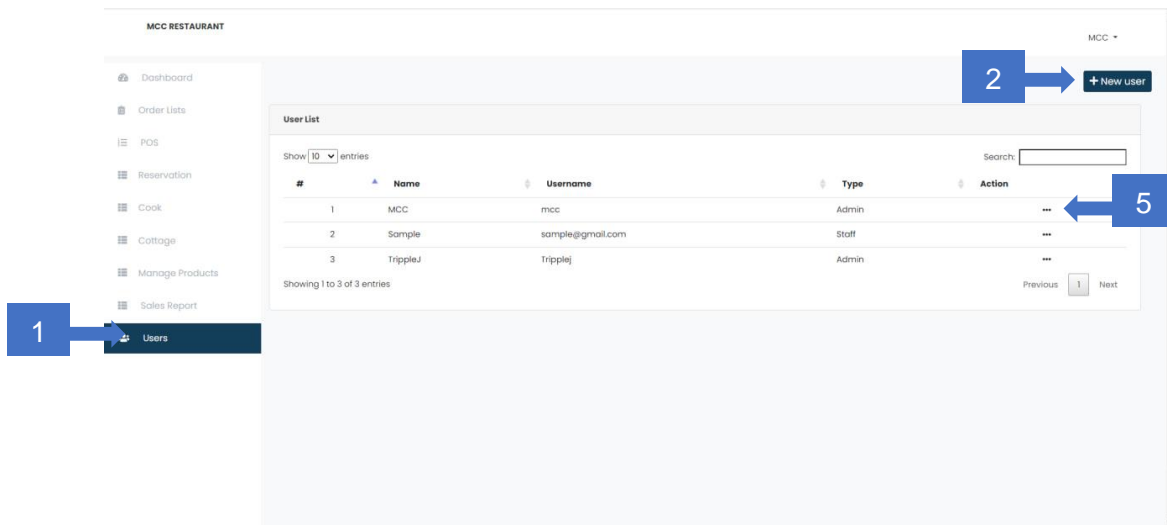 MCC RESTAURANT
MCC
2
+ New user
Dashboard
Order Lists
POS
Reservation
Cook
Cottage
Manage Products
Sales Report
1
Users
User List
Show 10 entries
Search:
# Name Username Type Action
1 MCC mcc Admin ...
5
2 Sample sample@gmail.com Staff ...
3 TrippleJ Tripplej Admin ...
Showing 1 to 3 of 3 entries
Previous 1 Next